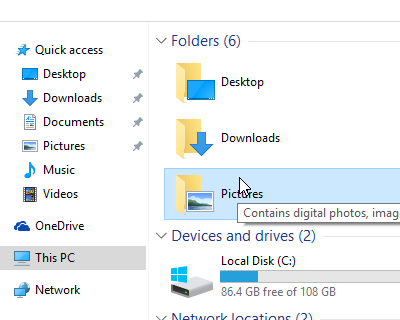 Quick access
Desktop
Downloads
Documents
Pictures
Music
Videos
OneDrive
This PC
Network
Folders (6)
Desktop
Downloads
Pictures
Contains digital photos, imag
Devices and drives (2)
Local Disk (C:)
86.4 GB free of 108 GB
Network locations (2)